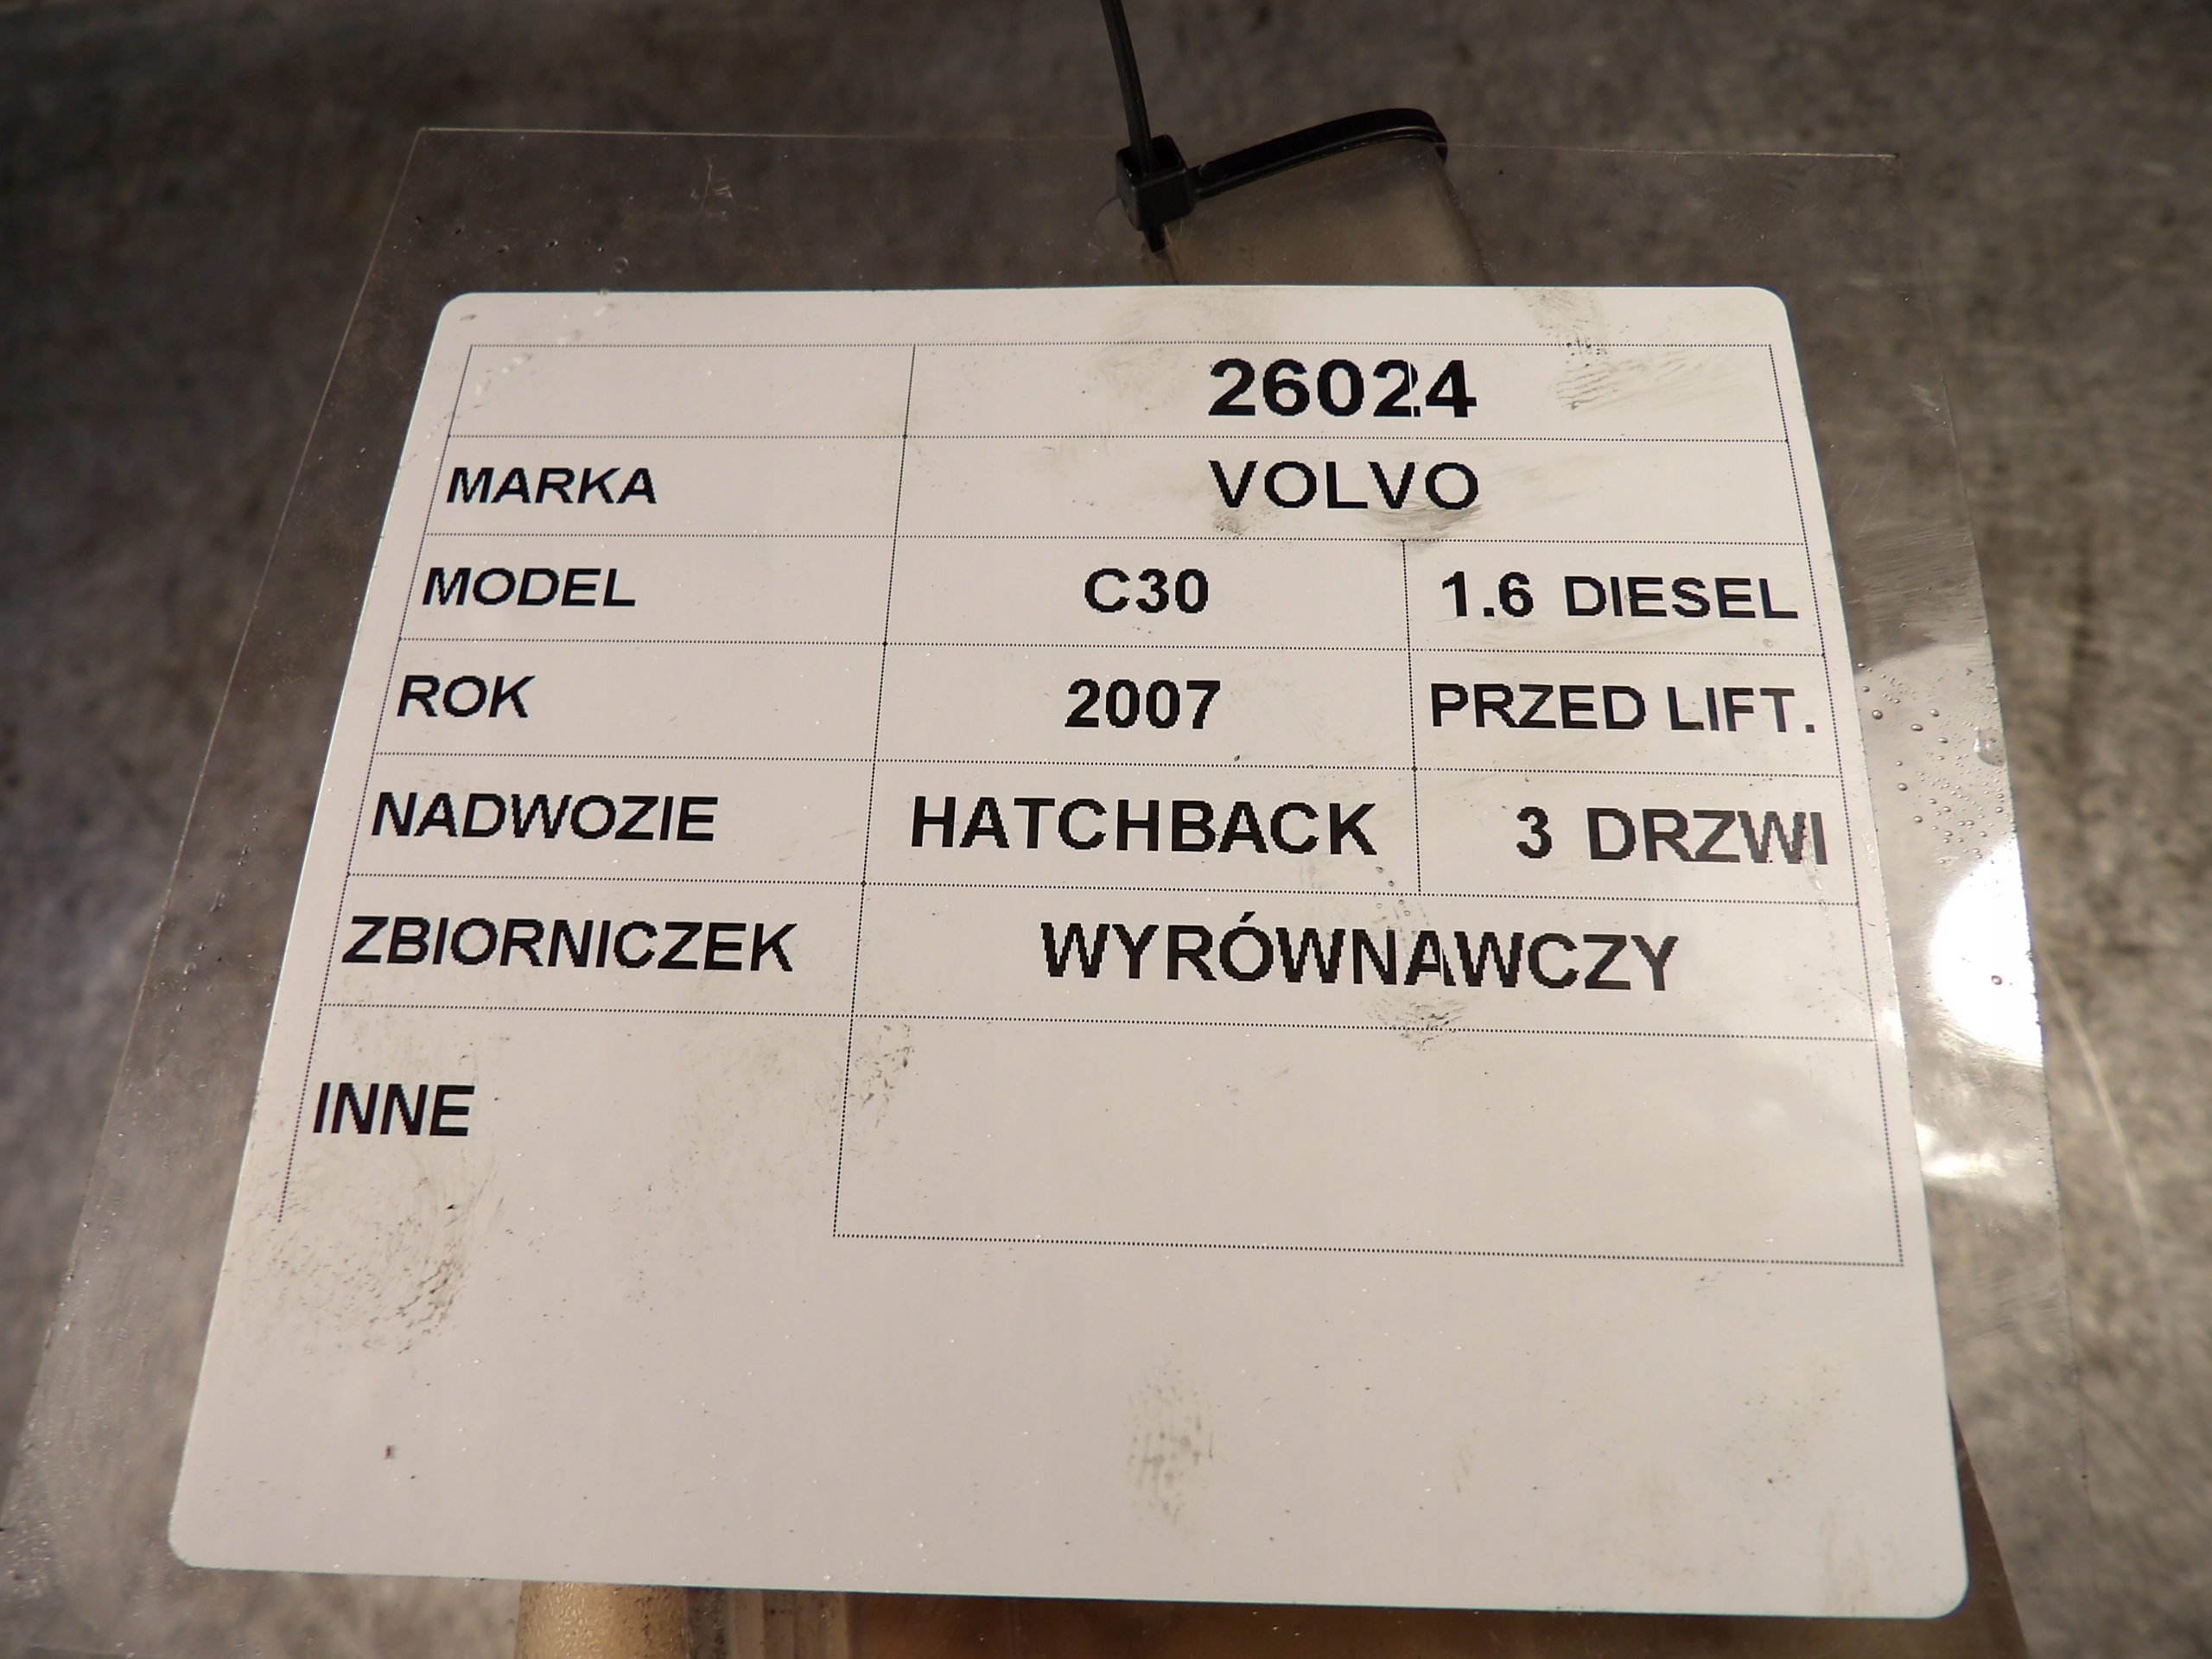 26024
MARKA VOLVO
MODEL C30 1.6 DIESEL
ROK 2007 PRZED LIFT.
NADWOZIE HATCHBACK 3 DRZWI
ZBIORNICZEK WYRÓWNAWCZY
INNE